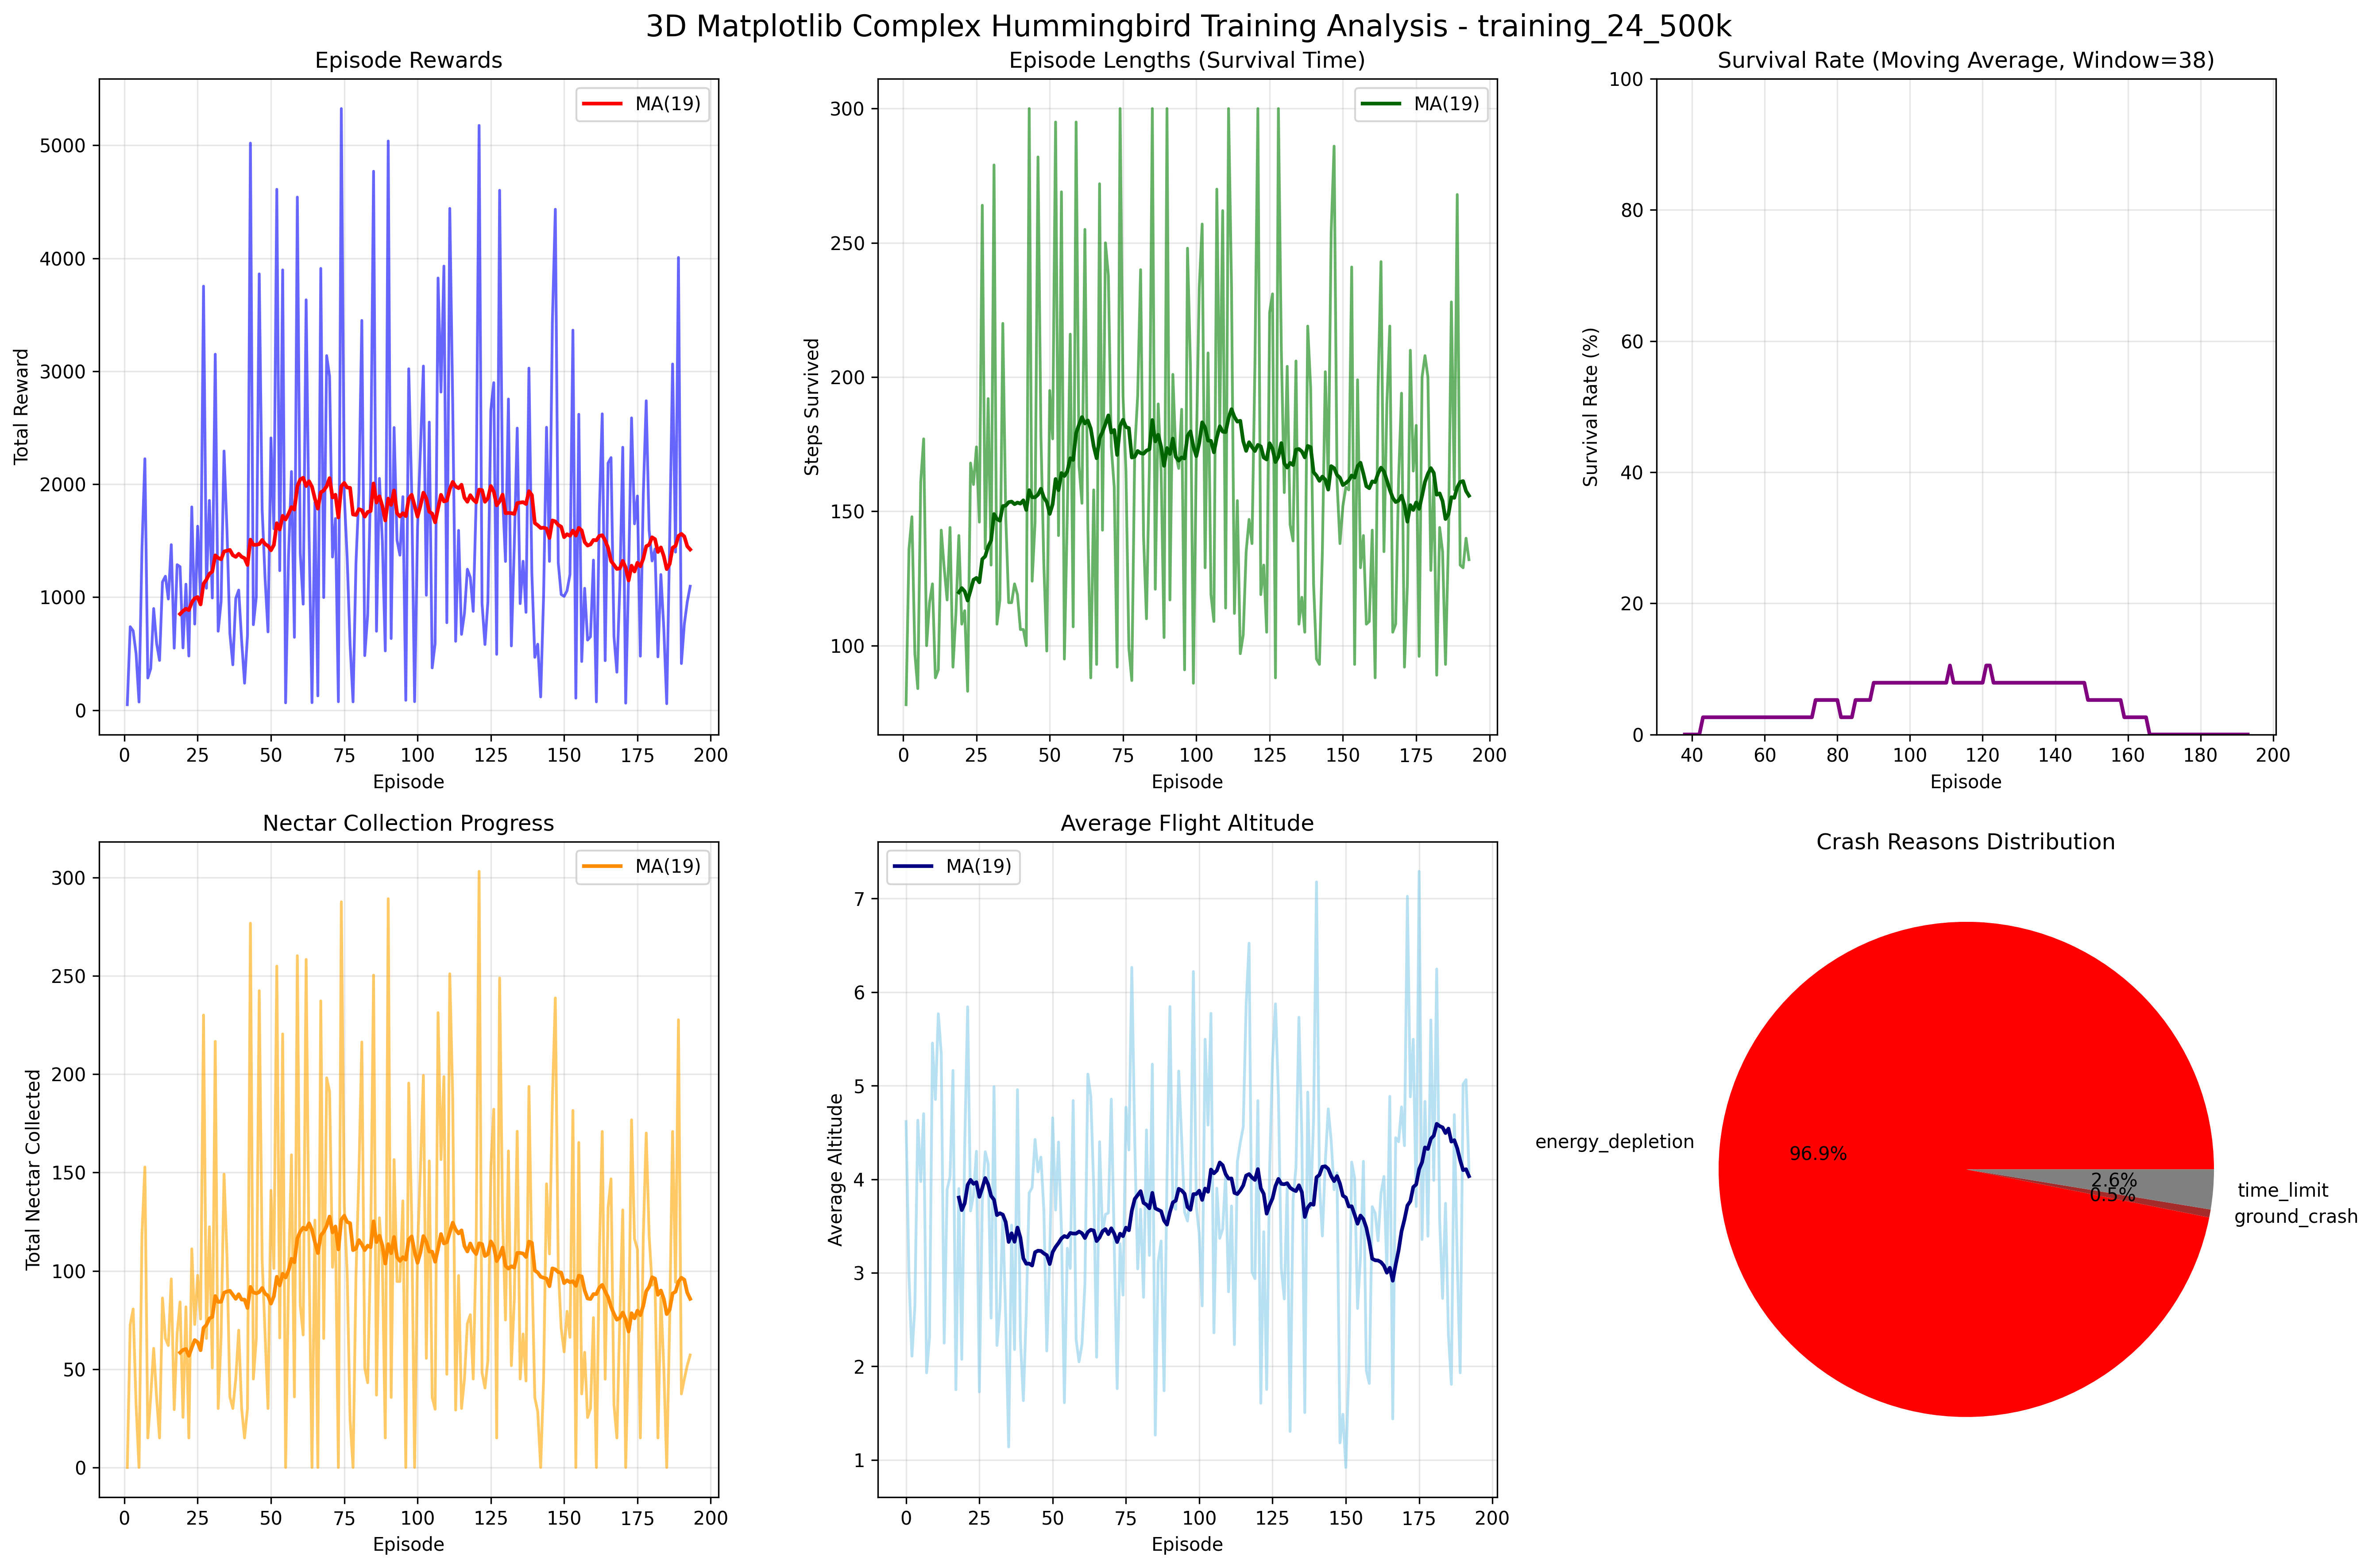 3D Matplotlib Complex Hummingbird Training Analysis - training_24_500k
Episode Rewards
MA(19)
Total Reward
5000
4000
3000
2000
1000
0
0 25 50 75 100 125 150 175 200
Episode
Episode Lengths (Survival Time)
MA(19)
Steps Survived
300
250
200
150
100
0 25 50 75 100 125 150 175 200
Episode
Survival Rate (Moving Average, Window=38)
Survival Rate (%)
100
80
60
40
20
0
40 60 80 100 120 140 160 180 200
Episode
Nectar Collection Progress
MA(19)
Total Nectar Collected
300
250
200
150
100
50
0
0 25 50 75 100 125 150 175 200
Episode
Average Flight Altitude
MA(19)
Average Altitude
7
6
5
4
3
2
1
0 25 50 75 100 125 150 175 200
Episode
Crash Reasons Distribution
energy_depletion
96.9%
2.6%
0.5%
time_limit
ground_crash